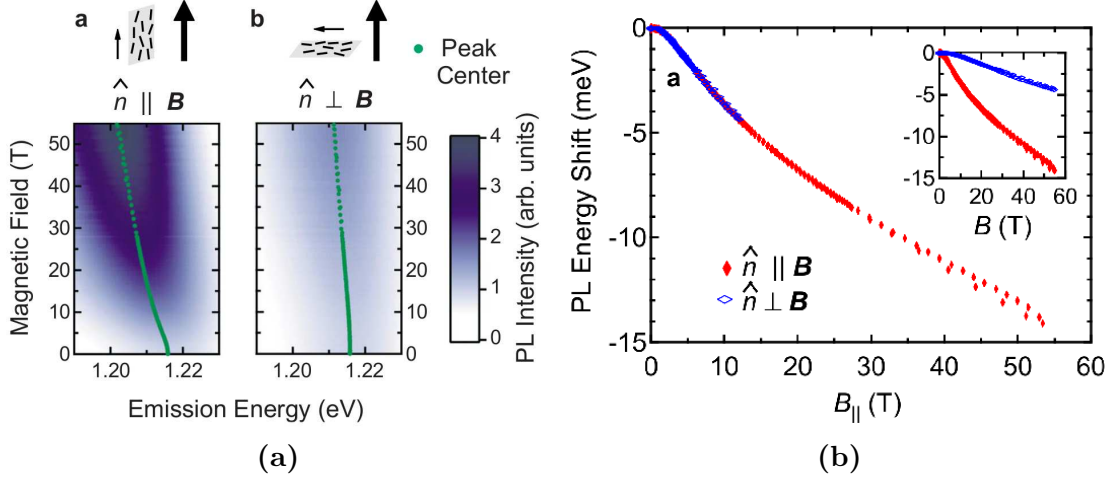 a
b
Peak
Center
n̂ || B
n̂ ⊥ B
Magnetic Field (T)
50
40
30
20
10
0
1.20
1.22
1.20
1.22
50
40
30
20
10
0
4
3
2
1
0
PL Intensity (arb. units)
Emission Energy (eV)
(a)
PL Energy Shift (meV)
0
-5
-10
-15
a
n̂ || B
n̂ ⊥ B
0
-5
-10
-15
0
20
40
60
B (T)
0
10
20
30
40
50
60
B|| (T)
(b)